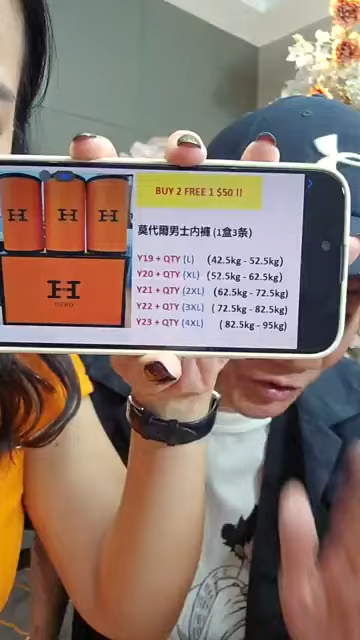 BUY 2 FREE 1 $50 !!
莫代爾男士内褲 (1盒3条)
Y19 + QTY (L) (42.5kg - 52.5kg)
Y20 + QTY (XL) (52.5kg - 62.5kg)
Y21 + QTY (2XL) (62.5kg - 72.5kg)
Y22 + QTY (3XL) ( 72.5kg - 82.5kg)
Y23 + QTY (4XL) ( 82.5kg - 95kg)